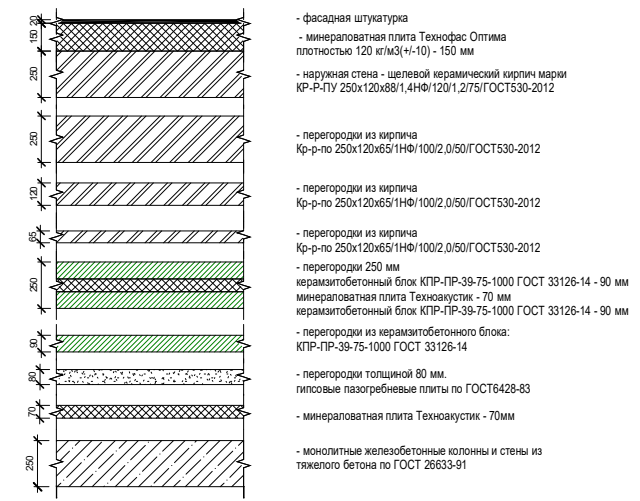 20
- фасадная штукатурка
150
- минераловатная плита Технофас Оптима
плотностью 120 кг/м3(+/-10) - 150 мм
250
- наружная стена - щелевой керамический кирпич марки
КР-Р-ПУ 250х120х88/1,4НФ/120/1,2/75/ГОСТ530-2012
250
- перегородки из кирпича
Кр-р-по 250х120х65/1НФ/100/2,0/50/ГОСТ530-2012
120
- перегородки из кирпича
Кр-р-по 250х120х65/1НФ/100/2,0/50/ГОСТ530-2012
65
- перегородки из кирпича
Кр-р-по 250х120х65/1НФ/100/2,0/50/ГОСТ530-2012
250
- перегородки 250 мм
керамзитобетонный блок КПР-ПР-39-75-1000 ГОСТ 33126-14 - 90 мм
минераловатная плита Техноакустик - 70 мм
керамзитобетонный блок КПР-ПР-39-75-1000 ГОСТ 33126-14 - 90 мм
90
- перегородки из керамзитобетонного блока:
КПР-ПР-39-75-1000 ГОСТ 33126-14
80
- перегородки толщиной 80 мм.
гипсовые пазогребневые плиты по ГОСТ6428-83
70
- минераловатная плита Техноакустик - 70мм
250
- монолитные железобетонные колонны и стены из
тяжелого бетона по ГОСТ 26633-91